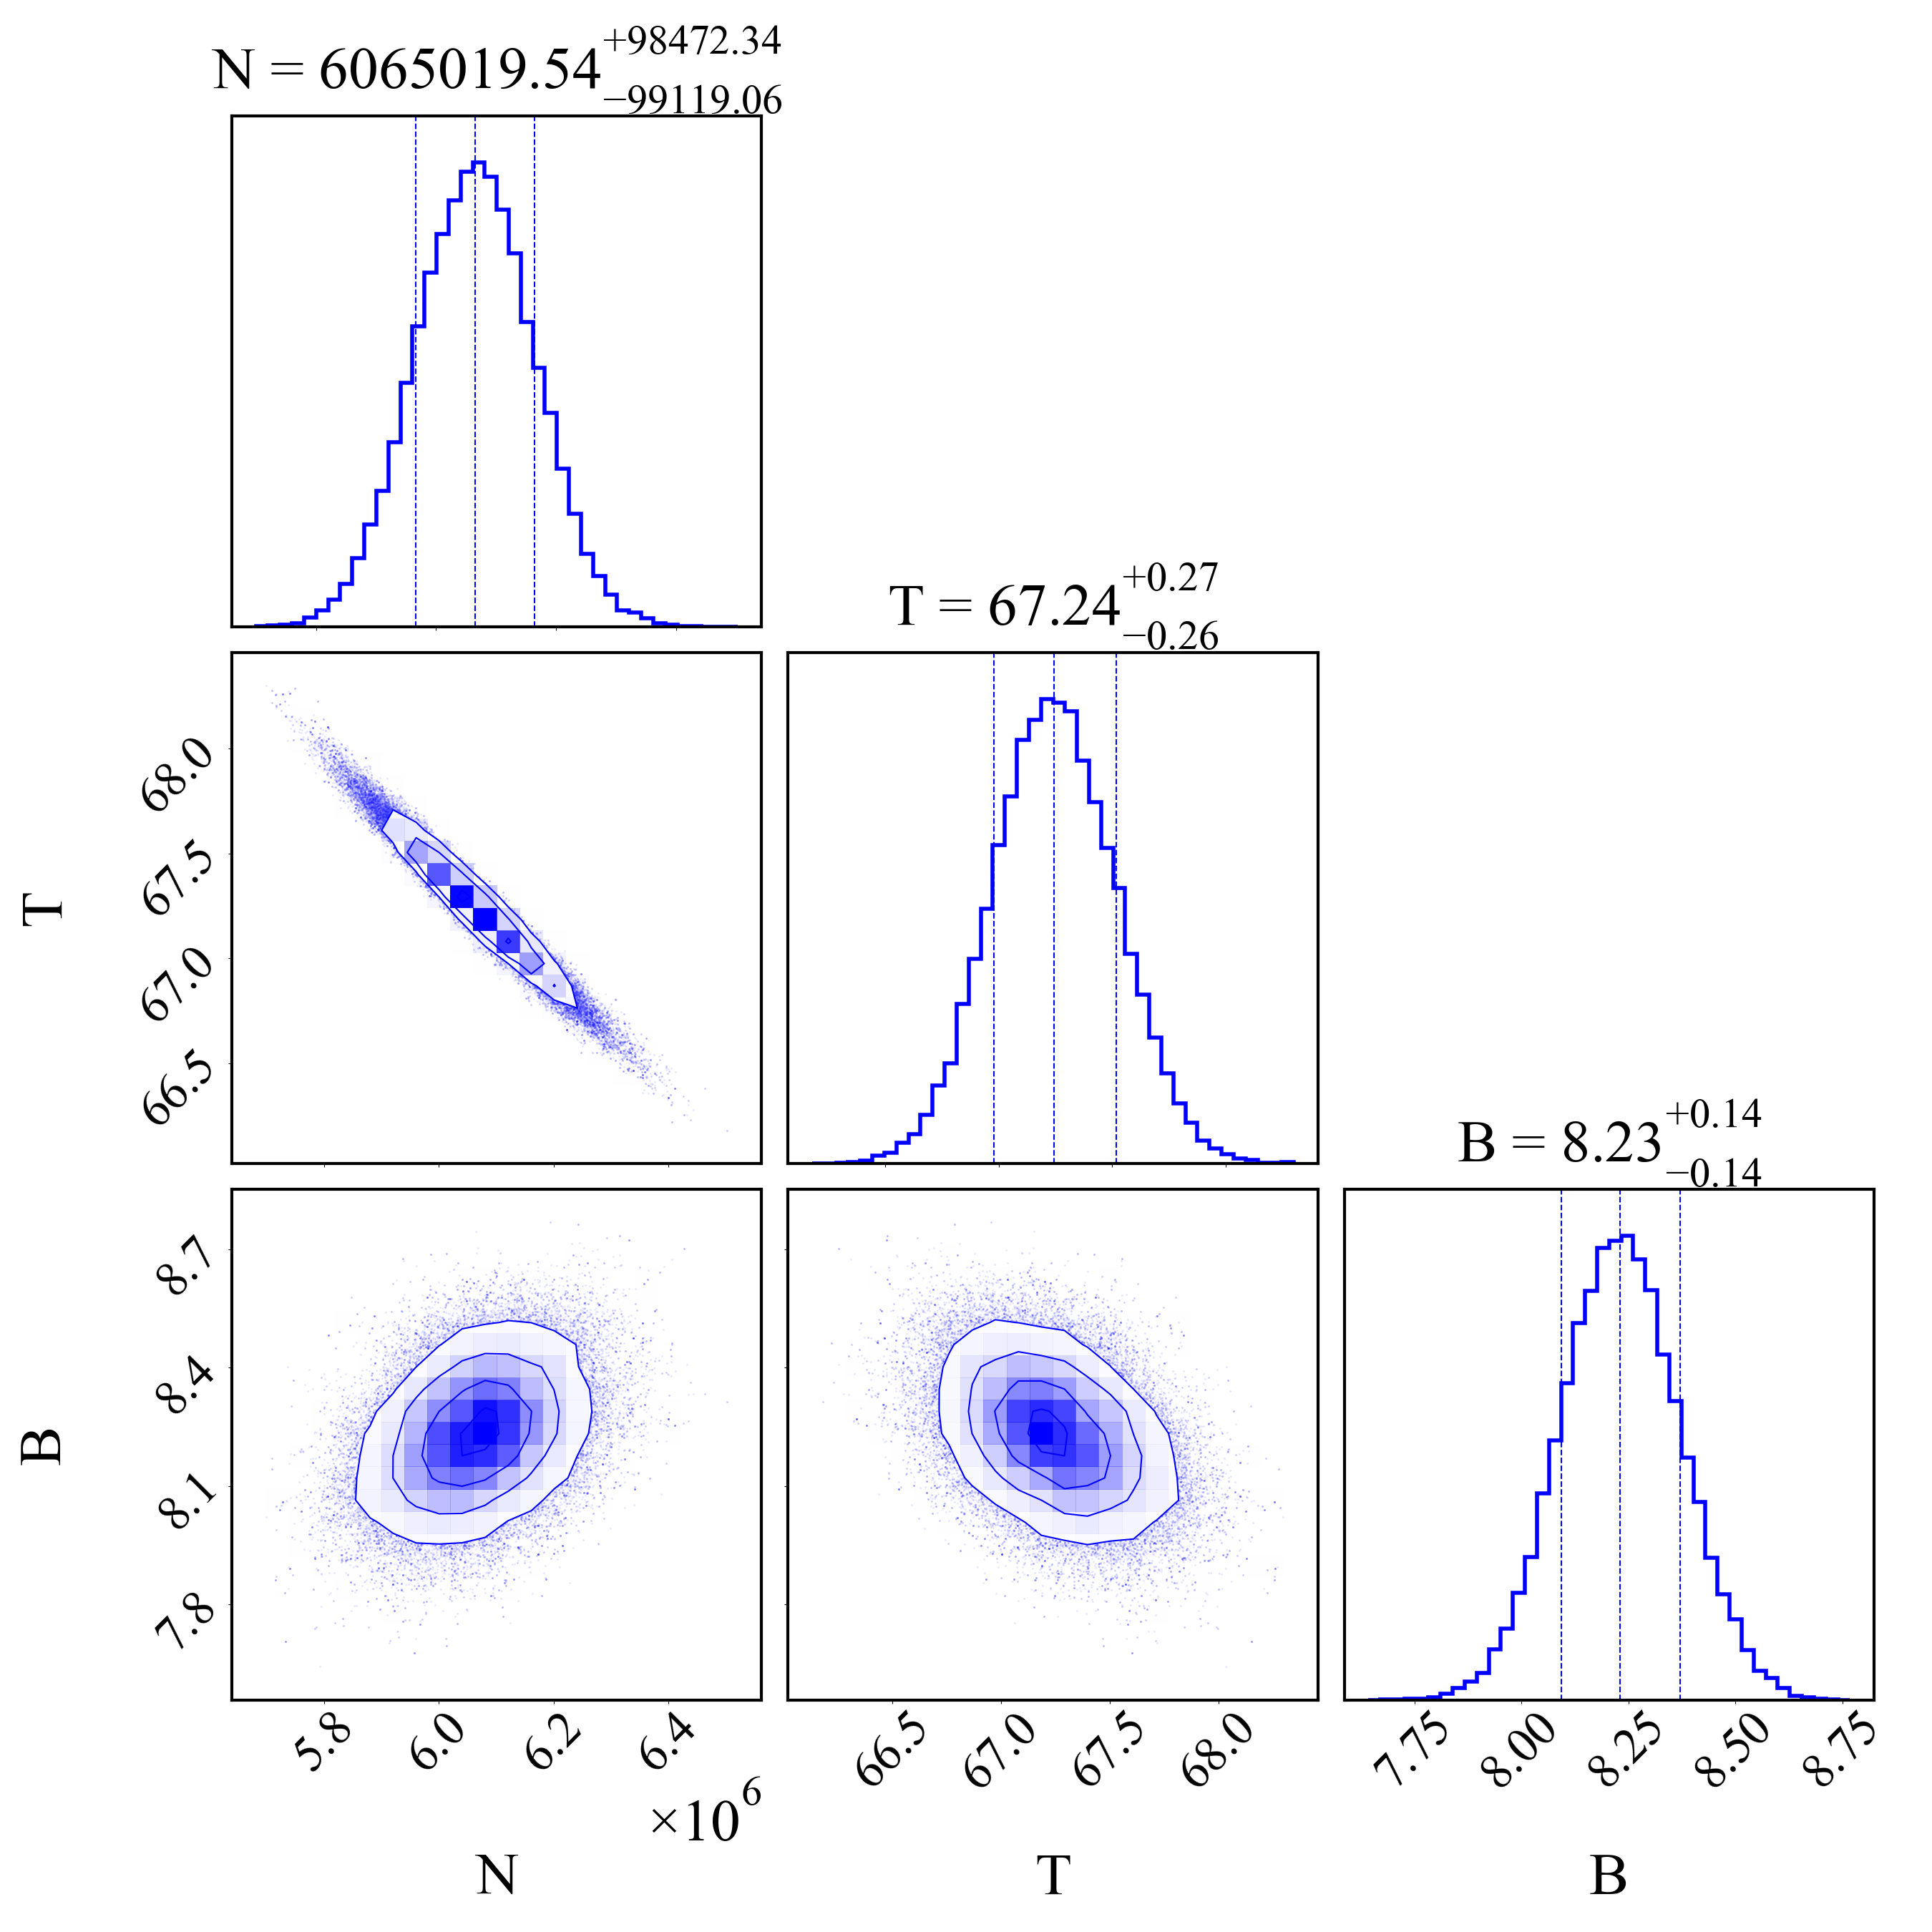 N = 6065019.54 +98472.34 −99119.06
T = 67.24 +0.27 −0.26
68.0
67.5
67.0
66.5
T
B = 8.23 +0.14 −0.14
8.7
8.4
8.1
7.8
B
5.8 6.0 6.2 6.4
×10⁶
66.5 67.0 67.5 68.0
7.75 8.00 8.25 8.50 8.75
N T B